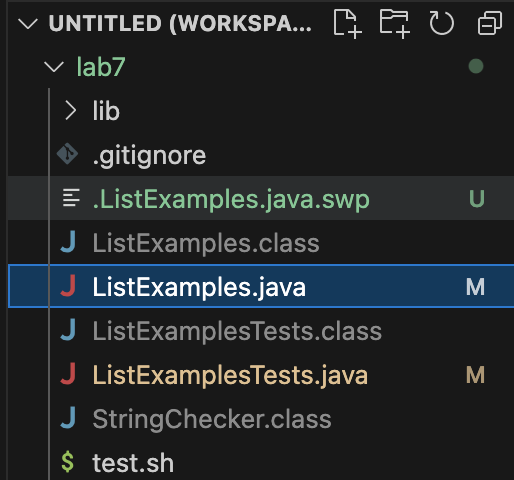 UNTITLED (WORKSPA...
lab7
lib
.gitignore
.ListExamples.java.swp U
ListExamples.class
ListExamples.java M
ListExamplesTests.class
ListExamplesTests.java M
StringChecker.class
$ test.sh